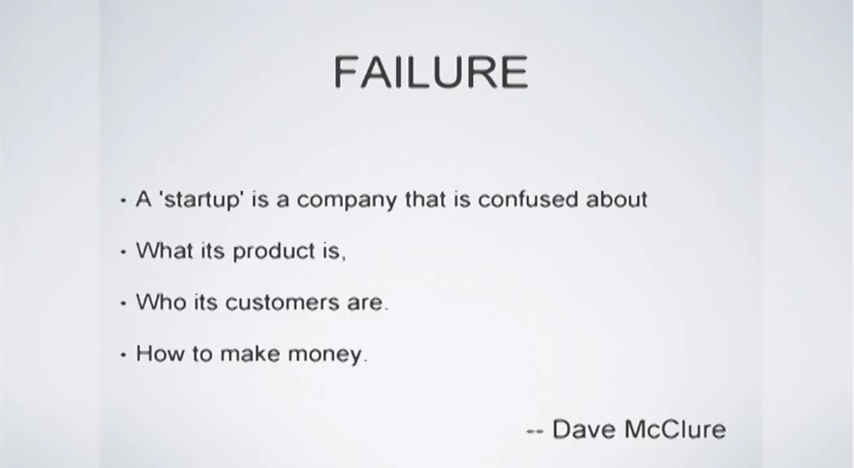 FAILURE
• A 'startup' is a company that is confused about
• What its product is,
• Who its customers are.
• How to make money.
-- Dave McClure